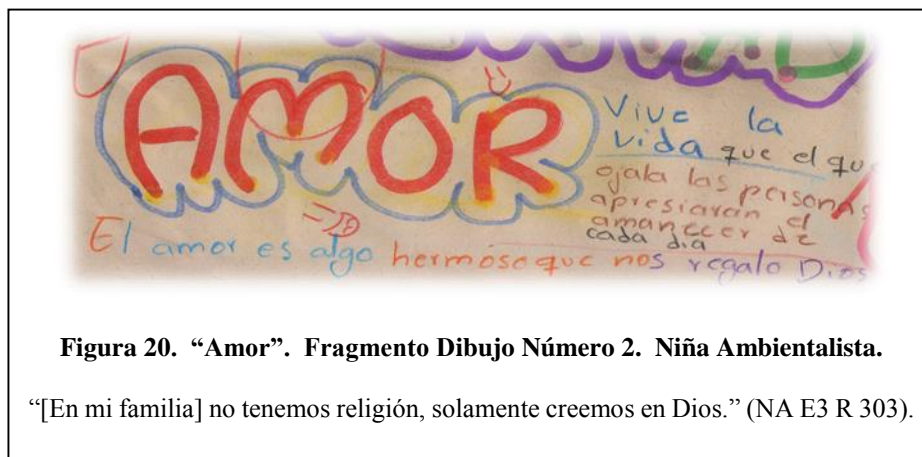 AMOR
Vive la
vida que el qu
ojala las personas
apresiaran el
amanecer de
cada dia
El amor es algo hermoso que nos regalo Dios
Figura 20. “Amor”. Fragmento Dibujo Número 2. Niña Ambientalista.
“[En mi familia] no tenemos religión, solamente creemos en Dios.” (NA E3 R 303).